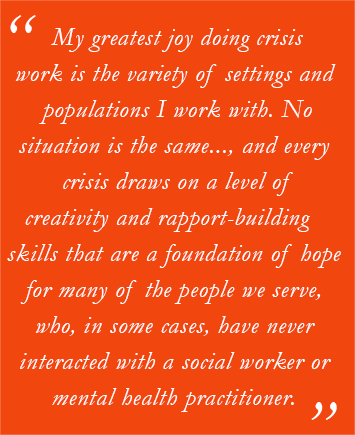 “ My greatest joy doing crisis
work is the variety of settings and
populations I work with. No
situation is the same..., and every
crisis draws on a level of
creativity and rapport-building
skills that are a foundation of hope
for many of the people we serve,
who, in some cases, have never
interacted with a social worker or
mental health practitioner. ”